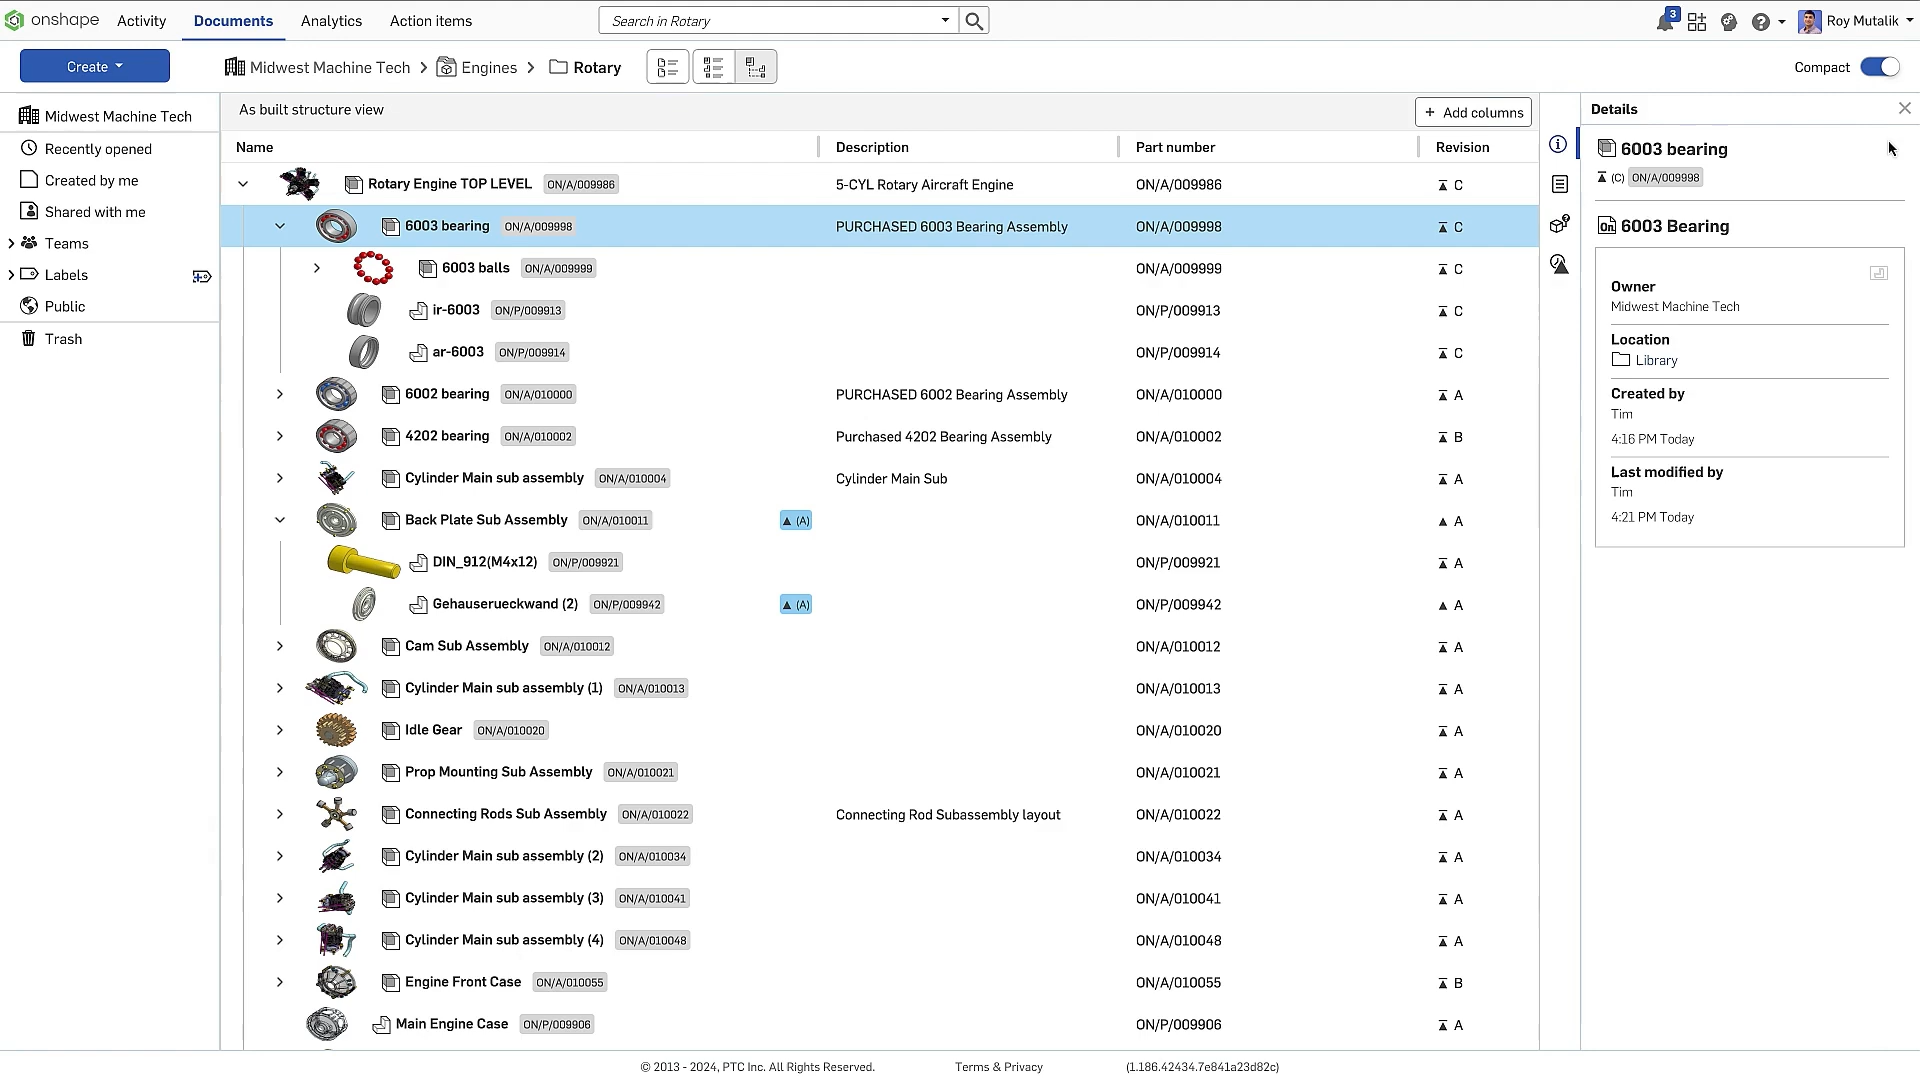 onshape Activity Documents Analytics Action items Search in Rotary 3 Roy Mutalik
Create Midwest Machine Tech Engines Rotary Compact
Midwest Machine Tech
Recently opened
Created by me
Shared with me
Teams
Labels
Public
Trash
As built structure view + Add columns
Name Description Part number Revision
Rotary Engine TOP LEVEL ON/A/009986 5-CYL Rotary Aircraft Engine ON/A/009986 C
6003 bearing ON/A/009998 PURCHASED 6003 Bearing Assembly ON/A/009998 C
6003 balls ON/A/009999 ON/A/009999 C
ir-6003 ON/P/009913 ON/P/009913 C
ar-6003 ON/P/009914 ON/P/009914 C
6002 bearing ON/A/010000 PURCHASED 6002 Bearing Assembly ON/A/010000 A
4202 bearing ON/A/010002 Purchased 4202 Bearing Assembly ON/A/010002 B
Cylinder Main sub assembly ON/A/010004 Cylinder Main Sub ON/A/010004 A
Back Plate Sub Assembly ON/A/010011 (A) ON/A/010011 A
DIN_912(M4x12) ON/P/009921 ON/P/009921 A
Gehauserueckwand (2) ON/P/009942 (A) ON/P/009942 A
Cam Sub Assembly ON/A/010012 ON/A/010012 A
Cylinder Main sub assembly (1) ON/A/010013 ON/A/010013 A
Idle Gear ON/A/010020 ON/A/010020 A
Prop Mounting Sub Assembly ON/A/010021 ON/A/010021 A
Connecting Rods Sub Assembly ON/A/010022 Connecting Rod Subassembly layout ON/A/010022 A
Cylinder Main sub assembly (2) ON/A/010034 ON/A/010034 A
Cylinder Main sub assembly (3) ON/A/010041 ON/A/010041 A
Cylinder Main sub assembly (4) ON/A/010048 ON/A/010048 A
Engine Front Case ON/A/010055 ON/A/010055 B
Main Engine Case ON/P/009906 ON/P/009906 A
Details
6003 bearing
(C) ON/A/009998
On 6003 Bearing
Owner
Midwest Machine Tech
Location
Library
Created by
Tim
4:16 PM Today
Last modified by
Tim
4:21 PM Today
© 2013 - 2024, PTC Inc. All Rights Reserved. Terms & Privacy (1.186.42434.7e841a23d82c)